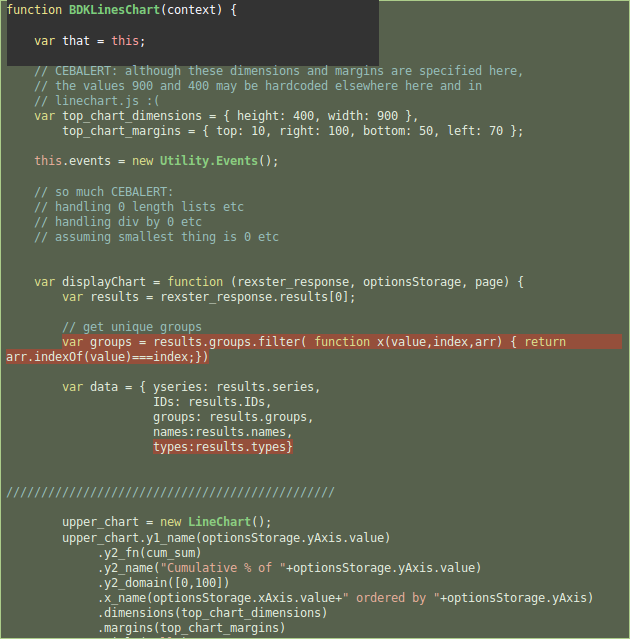 function BDKLinesChart(context) {
var that = this;
// CEBALERT: although these dimensions and margins are specified here,
// the values 900 and 400 may be hardcoded elsewhere here and in
// linechart.js :(
var top_chart_dimensions = { height: 400, width: 900 },
top_chart_margins = { top: 10, right: 100, bottom: 50, left: 70 };
this.events = new Utility.Events();
// so much CEBALERT:
// handling 0 length lists etc
// handling div by 0 etc
// assuming smallest thing is 0 etc
var displayChart = function (rexster_response, optionsStorage, page) {
var results = rexster_response.results[0];
// get unique groups
var groups = results.groups.filter( function x(value,index,arr) { return
arr.indexOf(value)===index;})
var data = { yseries: results.series,
IDs: results.IDs,
groups: results.groups,
names:results.names,
types:results.types}
///////////////////////////////////////////////
upper_chart = new LineChart();
upper_chart.y1_name(optionsStorage.yAxis.value)
.y2_fn(cum_sum)
.y2_name("Cumulative % of "+optionsStorage.yAxis.value)
.y2_domain([0,100])
.x_name(optionsStorage.xAxis.value+" ordered by "+optionsStorage.yAxis)
.dimensions(top_chart_dimensions)
.margins(top_chart_margins)